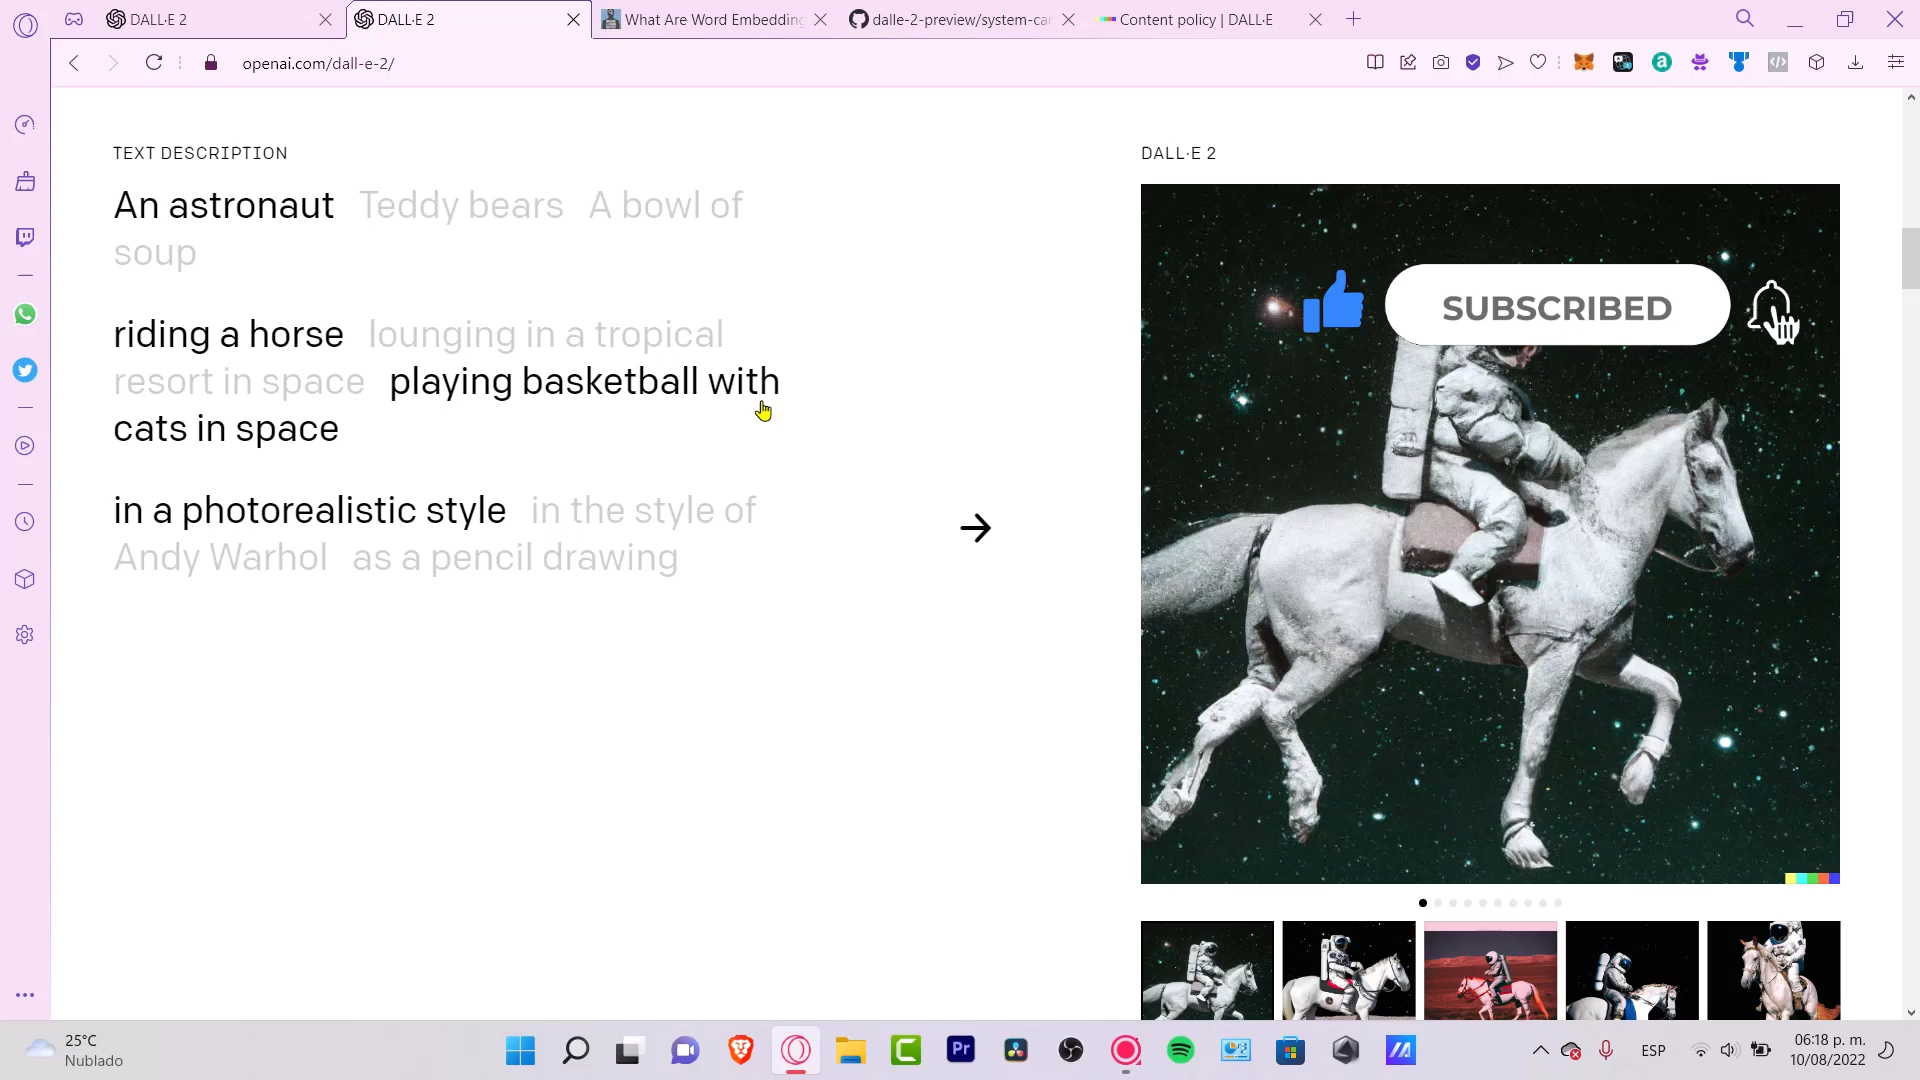 DALL·E 2
DALL·E 2
What Are Word Embedding
dalle-2-preview/system-ca
Content policy | DALL·E
openai.com/dall-e-2/
TEXT DESCRIPTION
An astronaut Teddy bears A bowl of
soup
riding a horse lounging in a tropical
resort in space playing basketball with
cats in space
in a photorealistic style in the style of
Andy Warhol as a pencil drawing
DALL·E 2
SUBSCRIBED
25°C
Nublado
Pr
ESP
06:18 p. m.
10/08/2022